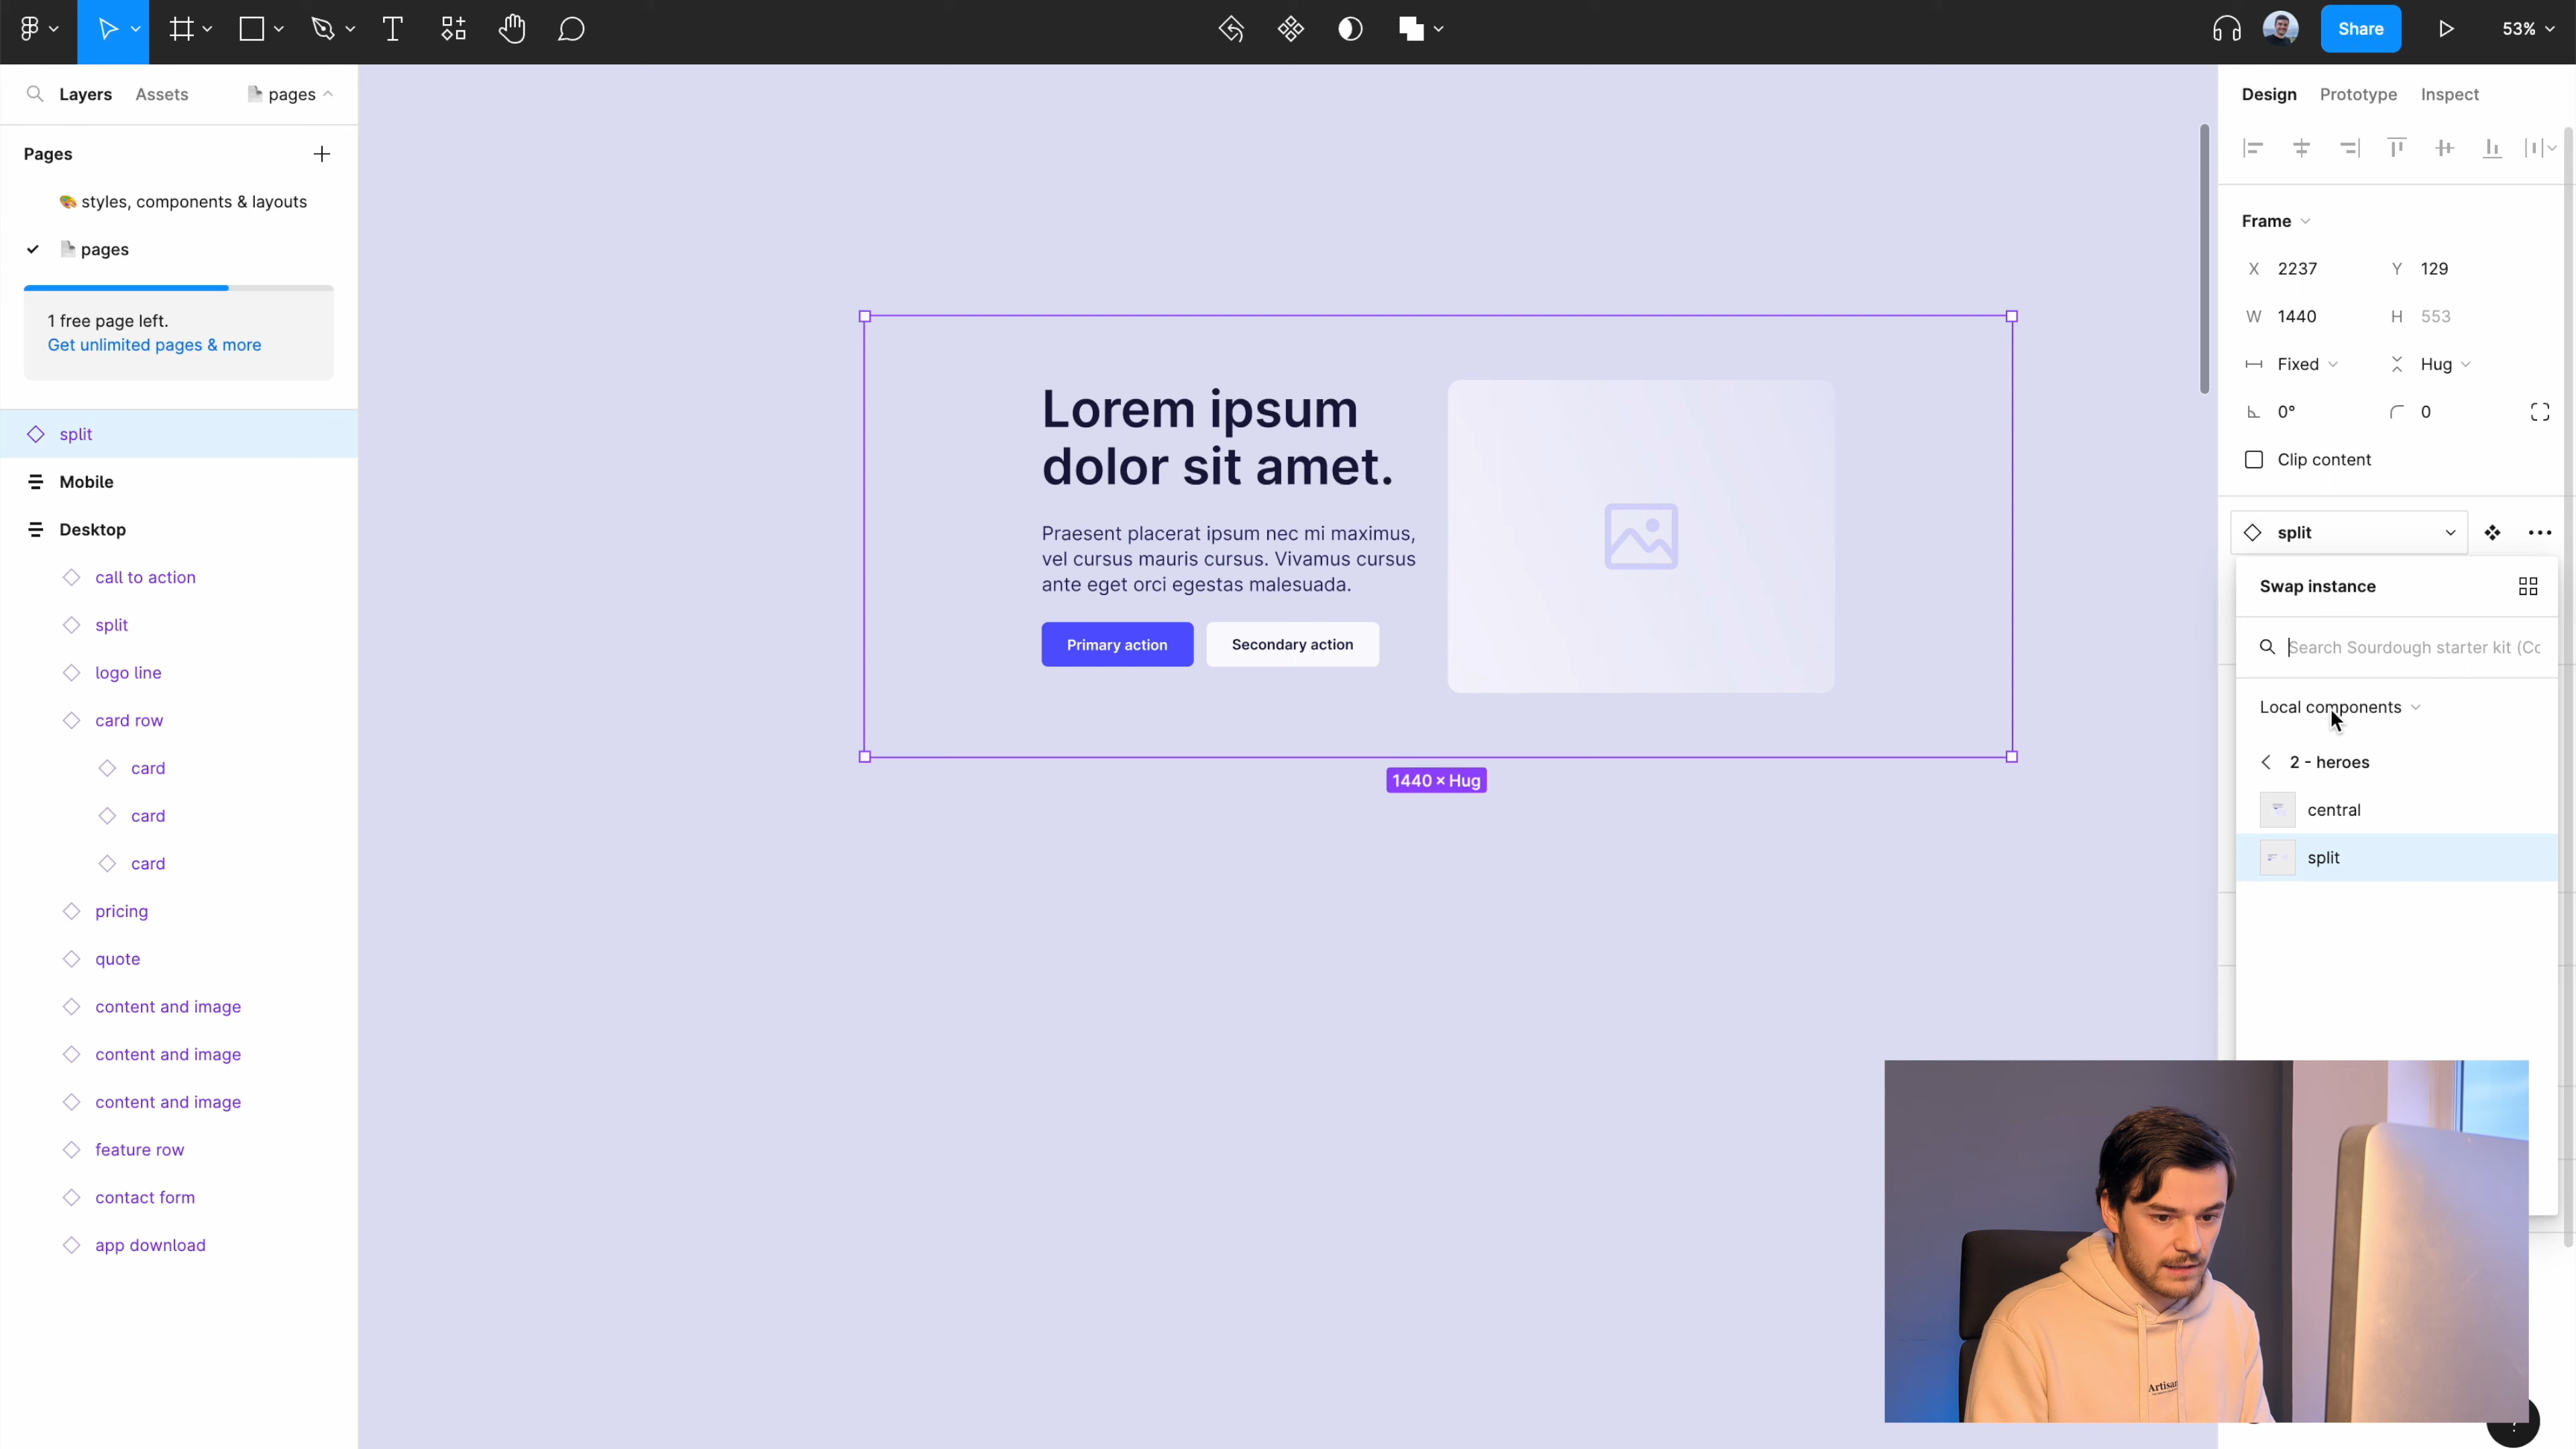 Share
53%
Layers
Assets
pages
Pages
styles, components & layouts
pages
1 free page left.
Get unlimited pages & more
split
Mobile
Desktop
call to action
split
logo line
card row
card
card
card
pricing
quote
content and image
content and image
content and image
feature row
contact form
app download
Lorem ipsum
dolor sit amet.
Praesent placerat ipsum nec mi maximus,
vel cursus mauris cursus. Vivamus cursus
ante eget orci egestas malesuada.
Primary action
Secondary action
1440 × Hug
Design
Prototype
Inspect
Frame
X 2237
Y 129
W 1440
H 553
Fixed
Hug
0°
0
Clip content
split
Swap instance
Search Sourdough starter kit (Co
Local components
2 - heroes
central
split
Artisan